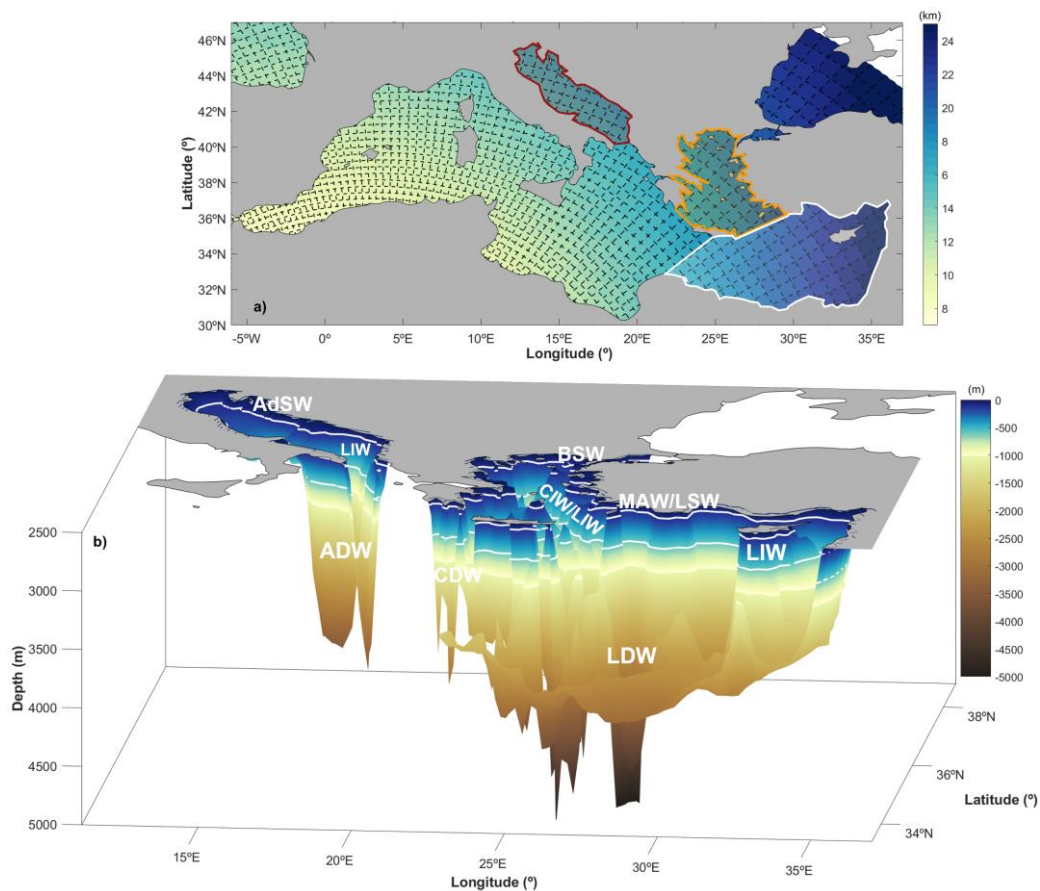 (km)
46ºN
44ºN
42ºN
40ºN
38ºN
36ºN
34ºN
32ºN
30ºN
Latitude (º)
a)
-5ºW
0º
5ºE
10ºE
15ºE
20ºE
25ºE
30ºE
35ºE
Longitude (º)
24
22
20
18
16
14
12
10
8
(m)
0
-500
-1000
-1500
-2000
-2500
-3000
-3500
-4000
-4500
-5000
AdSW
LIW
BSW
CIW/LIW
MAW/LSW
LIW
ADW
CDW
LDW
b)
2500
3000
3500
4000
4500
5000
Depth (m)
15ºE
20ºE
25ºE
30ºE
35ºE
Longitude (º)
38ºN
36ºN
34ºN
Latitude (º)